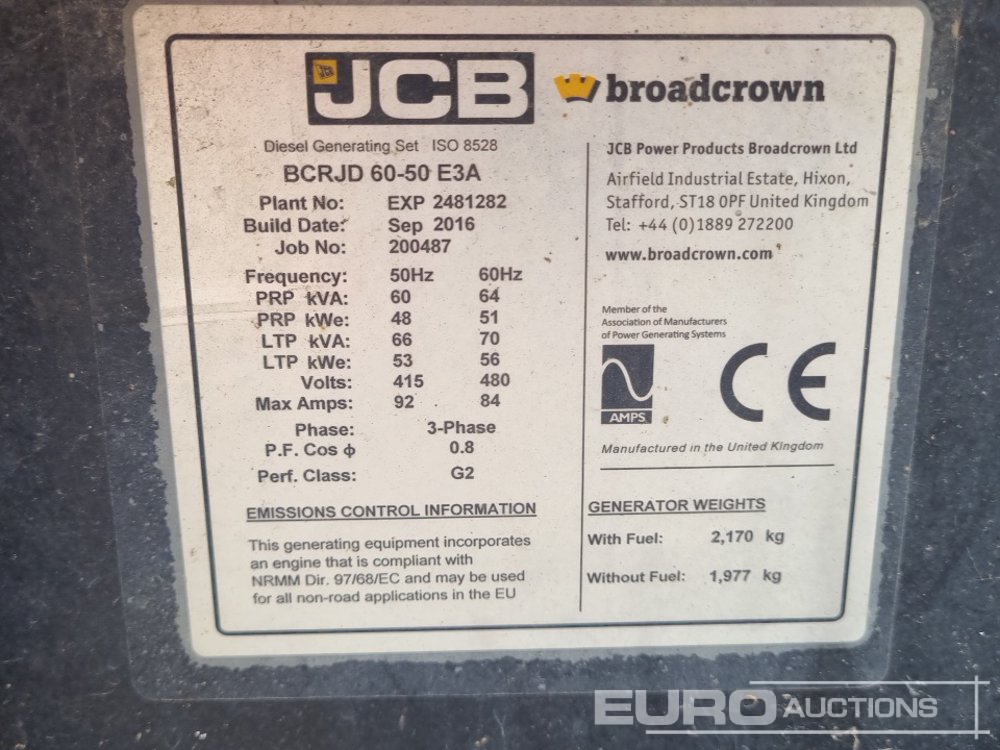 JCB
JCB broadcrown
Diesel Generating Set ISO 8528
BCRJD 60-50 E3A
Plant No: EXP 2481282
Build Date: Sep 2016
Job No: 200487
Frequency: 50Hz 60Hz
PRP kVA: 60 64
PRP kWe: 48 51
LTP kVA: 66 70
LTP kWe: 53 56
Volts: 415 480
Max Amps: 92 84
Phase: 3-Phase
P.F. Cos ϕ 0.8
Perf. Class: G2
EMISSIONS CONTROL INFORMATION
This generating equipment incorporates
an engine that is compliant with
NRMM Dir. 97/68/EC and may be used
for all non-road applications in the EU
JCB Power Products Broadcrown Ltd
Airfield Industrial Estate, Hixon,
Stafford, ST18 0PF United Kingdom
Tel: +44 (0)1889 272200
www.broadcrown.com
Member of the
Association of Manufacturers
of Power Generating Systems
AMPS
CE
Manufactured in the United Kingdom
GENERATOR WEIGHTS
With Fuel: 2,170 kg
Without Fuel: 1,977 kg
EURO AUCTIONS